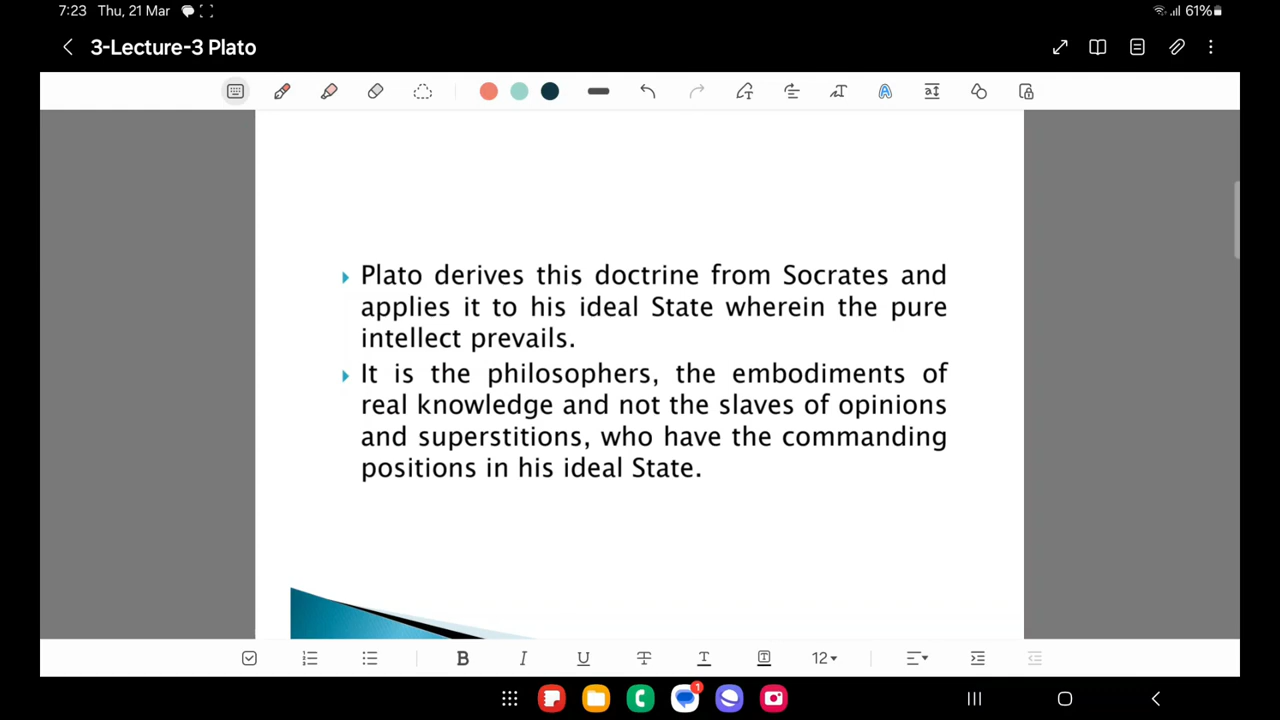 7:23 Thu, 21 Mar
61%
3-Lecture-3 Plato
Plato derives this doctrine from Socrates and
applies it to his ideal State wherein the pure
intellect prevails.
It is the philosophers, the embodiments of
real knowledge and not the slaves of opinions
and superstitions, who have the commanding
positions in his ideal State.
B I U T T T 12
1